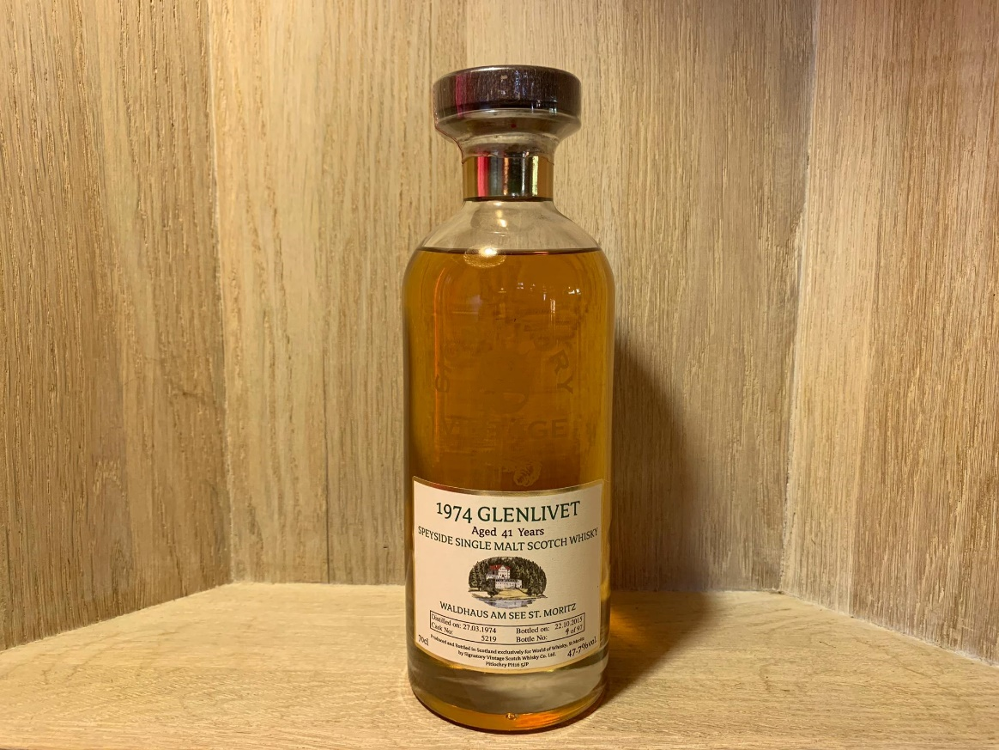 SIGNATORY
VINTAGE
1974 GLENLIVET
Aged 41 Years
SPEYSIDE SINGLE MALT SCOTCH WHISKY
WALDHAUS AM SEE ST. MORITZ
Distilled on: 27.03.1974 Bottled on: 22.10.2015
Cask No: 5219 Bottle No: 9 of 97
70cl Produced and Bottled in Scotland exclusively for World of Whisky, St Moritz
by Signatory Vintage Scotch Whisky Co. Ltd. 47.7%vol.
Pitlochry PH16 5JP